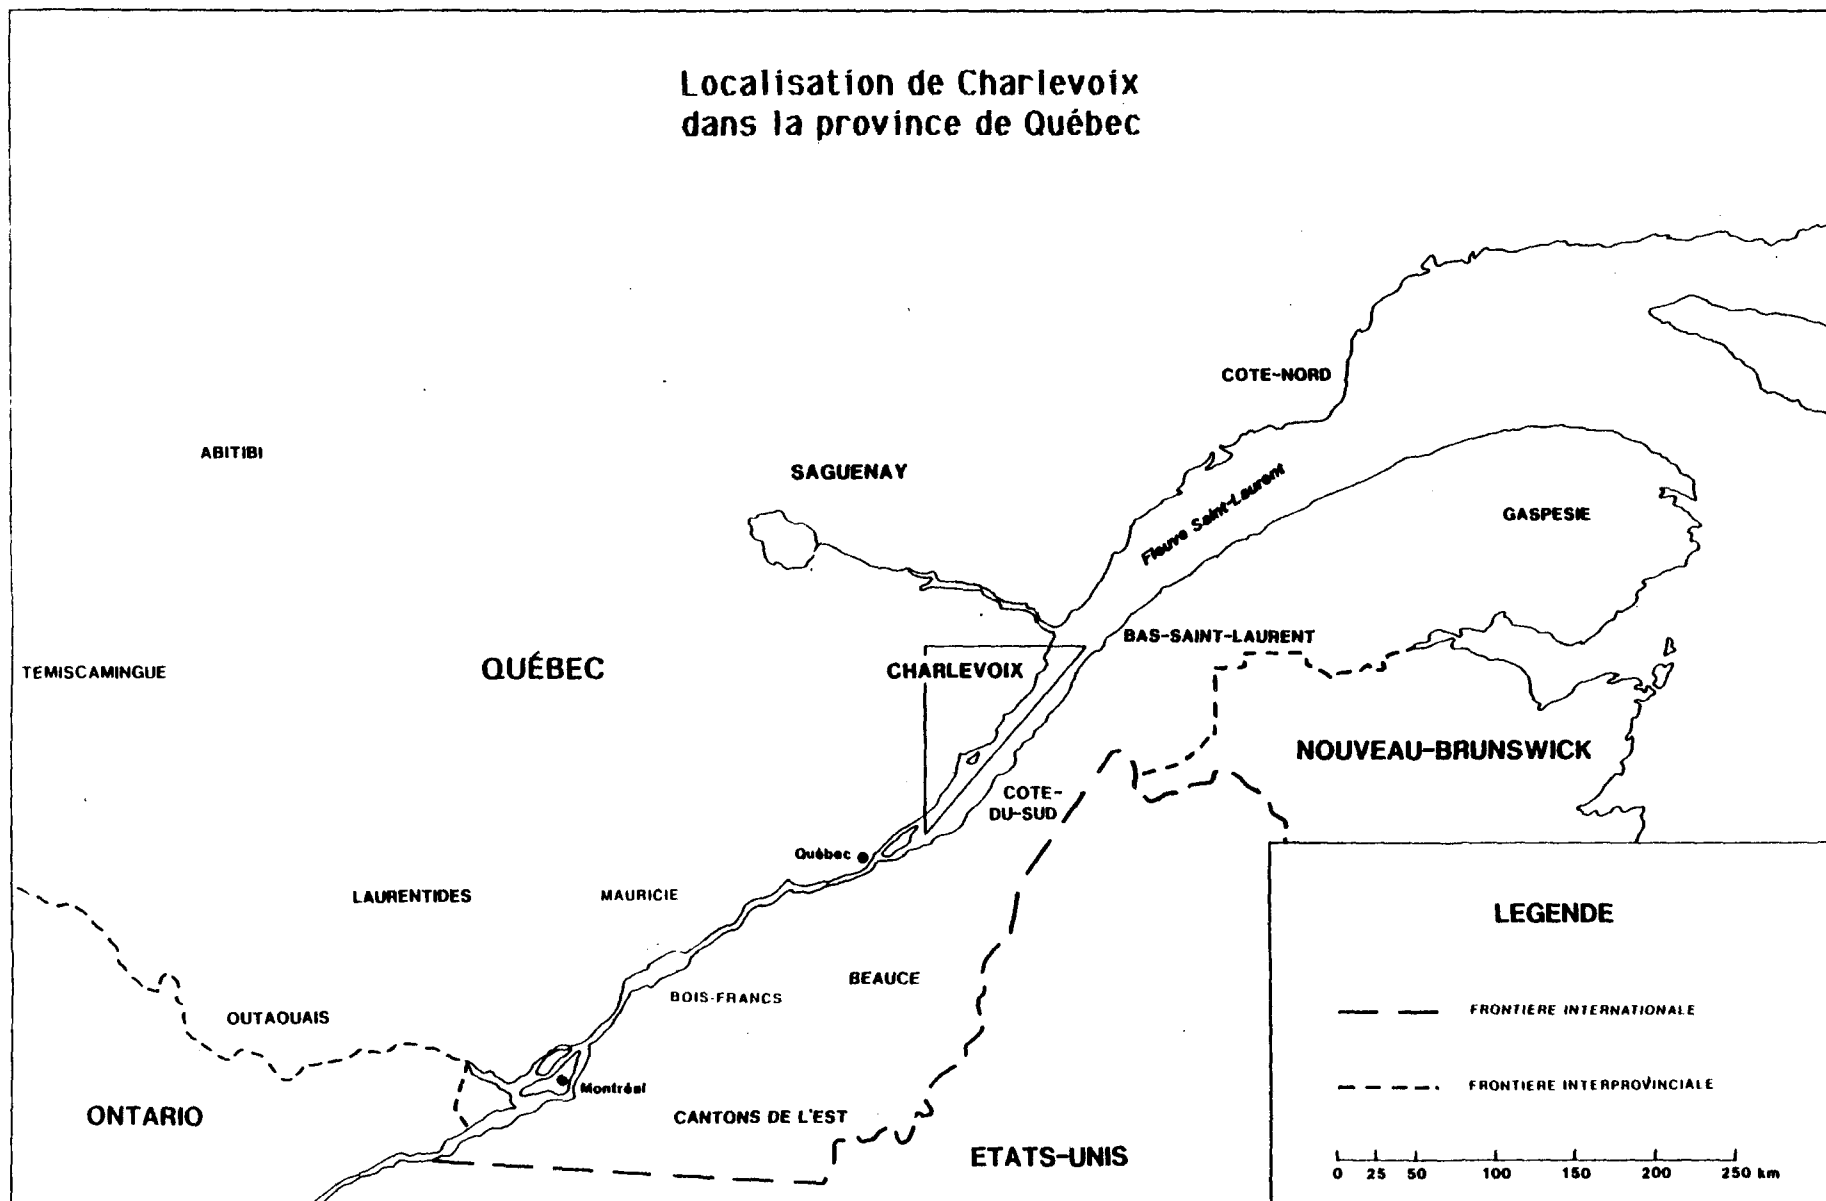 Localisation de Charlevoix
dans la province de Québec
COTE-NORD
ABITIBI
SAGUENAY
Fleuve Saint-Laurent
GASPESIE
BAS-SAINT-LAURENT
TEMISCAMINGUE
QUÉBEC
CHARLEVOIX
NOUVEAU-BRUNSWICK
COTE-
DU-SUD
Québec
LAURENTIDES
MAURICIE
BEAUCE
BOIS-FRANCS
OUTAOUAIS
Montréal
ONTARIO
CANTONS DE L'EST
ETATS-UNIS
LEGENDE
FRONTIERE INTERNATIONALE
FRONTIERE INTERPROVINCIALE
0 25 50 100 150 200 250 km